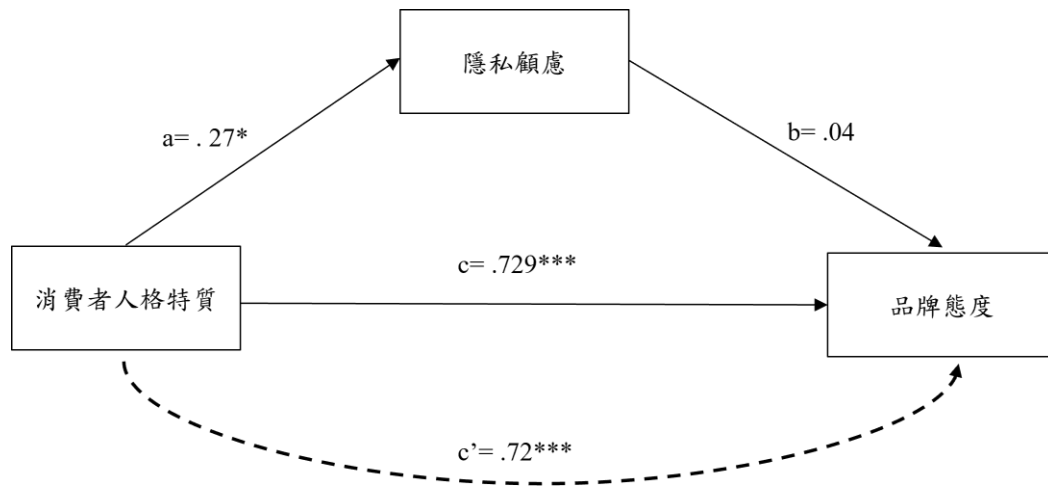 隱私顧慮
a= . 27*
b= .04
消費者人格特質
c= .729***
品牌態度
c’= .72***